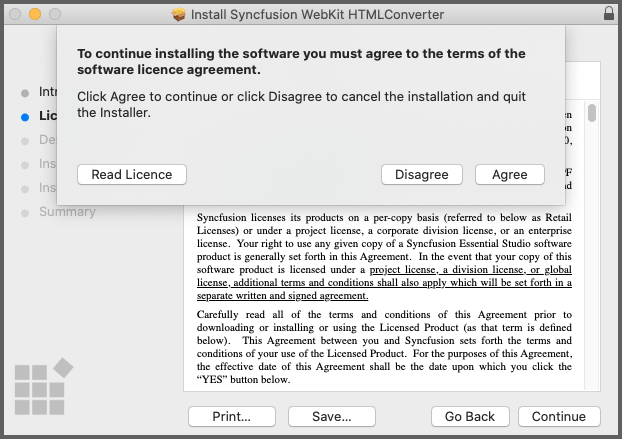 Install Syncfusion WebKit HTMLConverter
To continue installing the software you must agree to the terms of the
software licence agreement.
Click Agree to continue or click Disagree to cancel the installation and quit
the Installer.
Read Licence
Disagree
Agree
Summary
Syncfusion licenses its products on a per-copy basis (referred to below as Retail
Licenses) or under a project license, a corporate division license, or an enterprise
license. Your right to use any given copy of a Syncfusion Essential Studio software
product is generally set forth in this Agreement. In the event that your copy of
this software product is licensed under a project license, a division license, or global
license, additional terms and conditions shall also apply which will be set forth in a
separate written and signed agreement.
Carefully read all of the terms and conditions of this Agreement prior to
downloading or installing or using the Licensed Product (as that term is defined
below). This Agreement between you and Syncfusion sets forth the terms and
conditions of your use of the Licensed Product. For the purposes of this Agreement,
the effective date of this Agreement shall be the date upon which you click the
“YES” button below.
Print...
Save...
Go Back
Continue